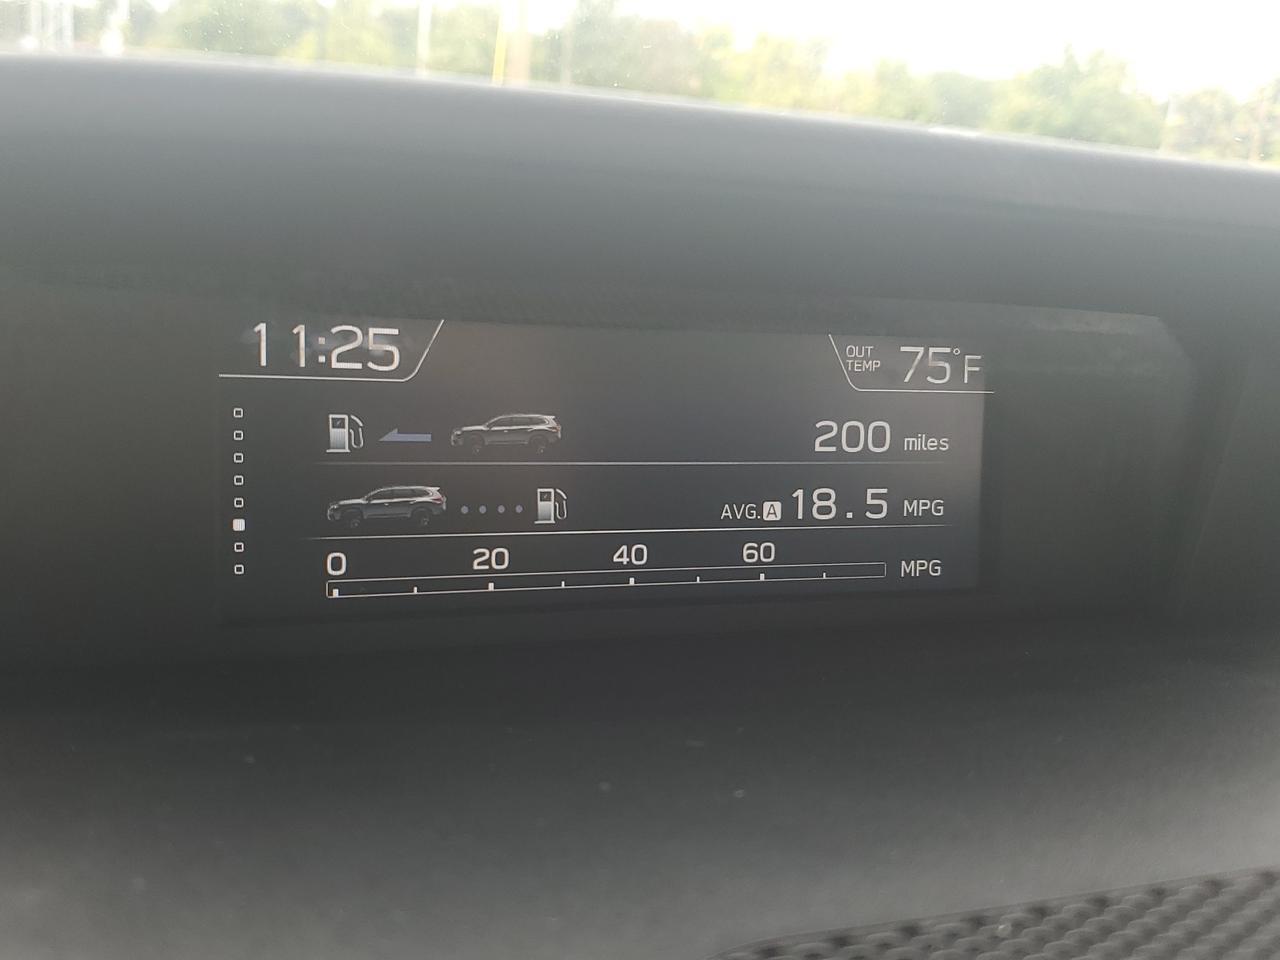 11:25
OUT TEMP 75°F
200 miles
AVG. A 18.5 MPG
0 20 40 60
MPG